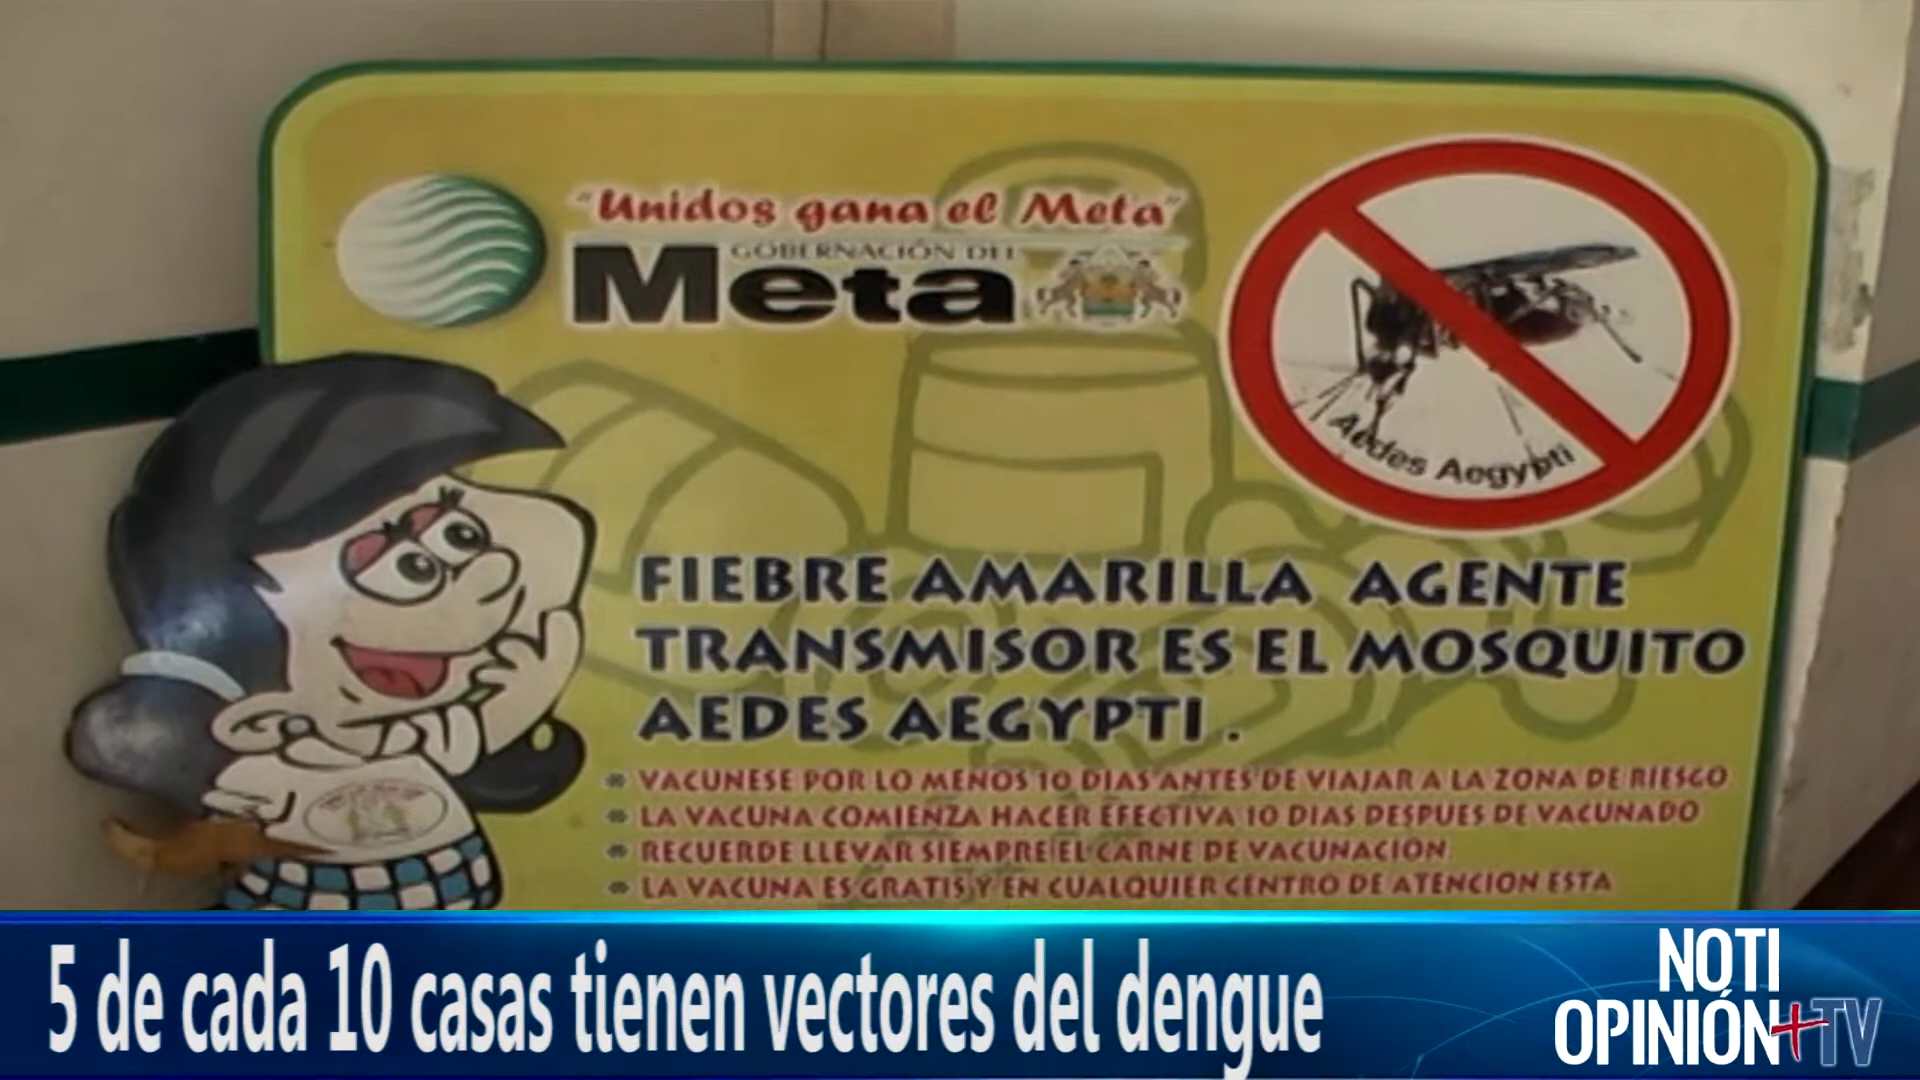 "Unidos gana el Meta"
GOBERNACIÓN DEL
Meta
Aedes Aegypti
FIEBRE AMARILLA AGENTE
TRANSMISOR ES EL MOSQUITO
AEDES AEGYPTI .
VACUNESE POR LO MENOS 10 DIAS ANTES DE VIAJAR A LA ZONA DE RIESGO
LA VACUNA COMIENZA HACER EFECTIVA 10 DIAS DESPUES DE VACUNADO
RECUERDE LLEVAR SIEMPRE EL CARNE DE VACUNACION
LA VACUNA ES GRATIS Y EN CUALQUIER CENTRO DE ATENCION ESTA
5 de cada 10 casas tienen vectores del dengue
NOTI
OPINIÓN+TV